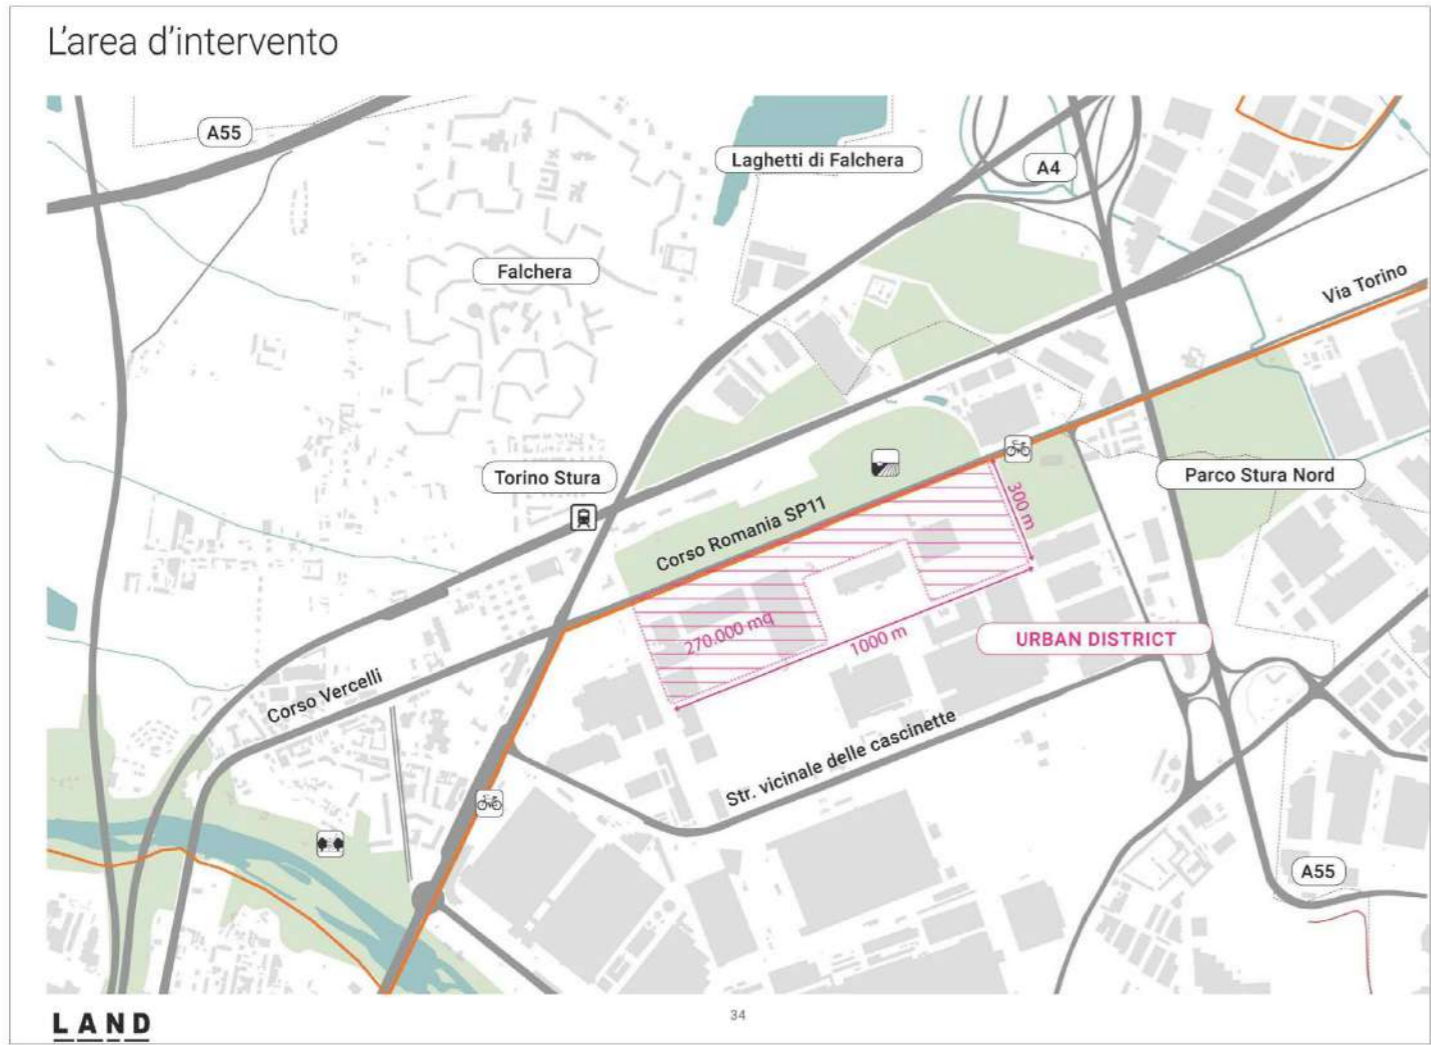 L'area d'intervento
A55
Laghetti di Falchera
A4
Falchera
Via Torino
Torino Stura
Parco Stura Nord
300 m
Corso Romania SP11
270.000 mq
1000 m
URBAN DISTRICT
Corso Vercelli
Str. vicinale delle cascinette
A55
LAND
34